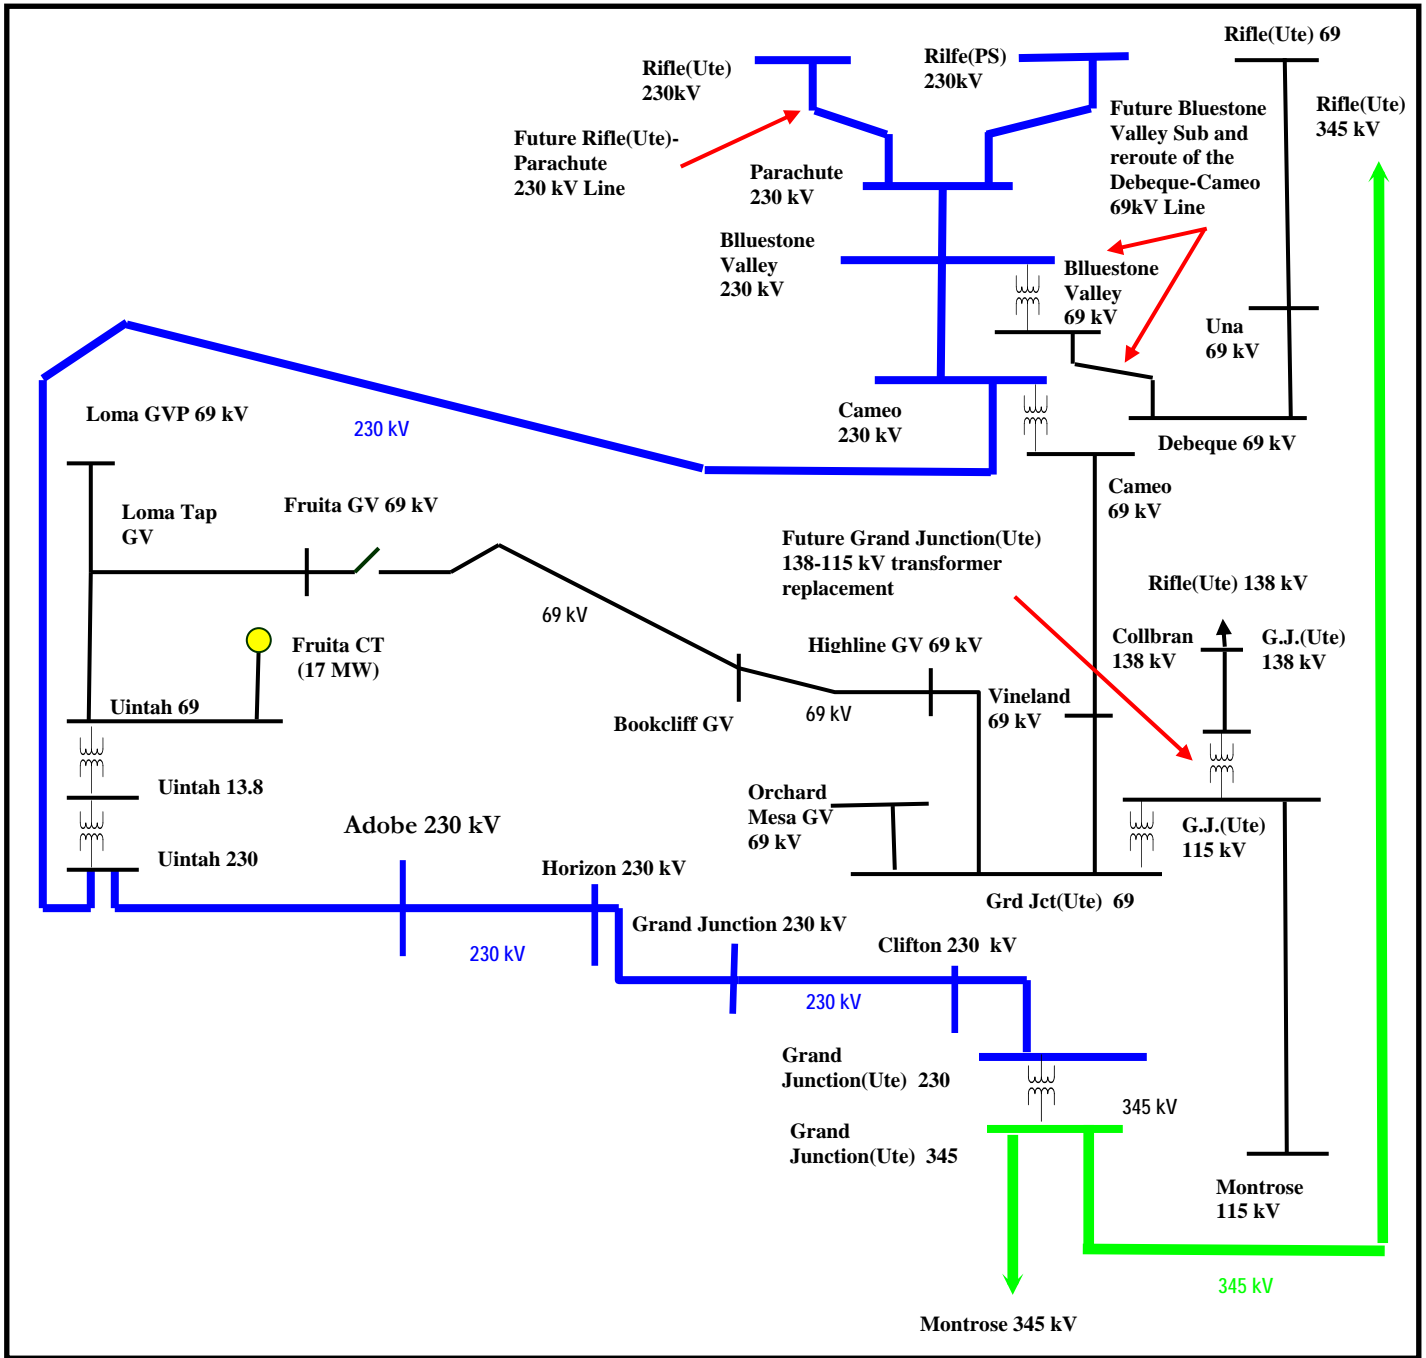 Rifle(Ute) 69
Rifle(Ute)
230kV
Rilfe(PS)
230kV
Rifle(Ute)
345 kV
Future Bluestone
Valley Sub and
reroute of the
Debeque-Cameo
69kV Line
Future Rifle(Ute)-
Parachute
230 kV Line
Parachute
230 kV
Blluestone
Valley
230 kV
Blluestone
Valley
69 kV
Una
69 kV
Cameo
230 kV
Debeque 69 kV
Loma GVP 69 kV
230 kV
Cameo
69 kV
Fruita GV 69 kV
Loma Tap
GV
Future Grand Junction(Ute)
138-115 kV transformer
replacement
Rifle(Ute) 138 kV
69 kV
Collbran
138 kV
G.J.(Ute)
138 kV
Fruita CT
(17 MW)
Highline GV 69 kV
Uintah 69
Bookcliff GV
69 kV
Vineland
69 kV
Uintah 13.8
Orchard
Mesa GV
69 kV
G.J.(Ute)
115 kV
Adobe 230 kV
Uintah 230
Horizon 230 kV
Grd Jct(Ute) 69
Grand Junction 230 kV
Clifton 230 kV
230 kV
230 kV
Grand
Junction(Ute) 230
345 kV
Grand
Junction(Ute) 345
Montrose
115 kV
345 kV
Montrose 345 kV